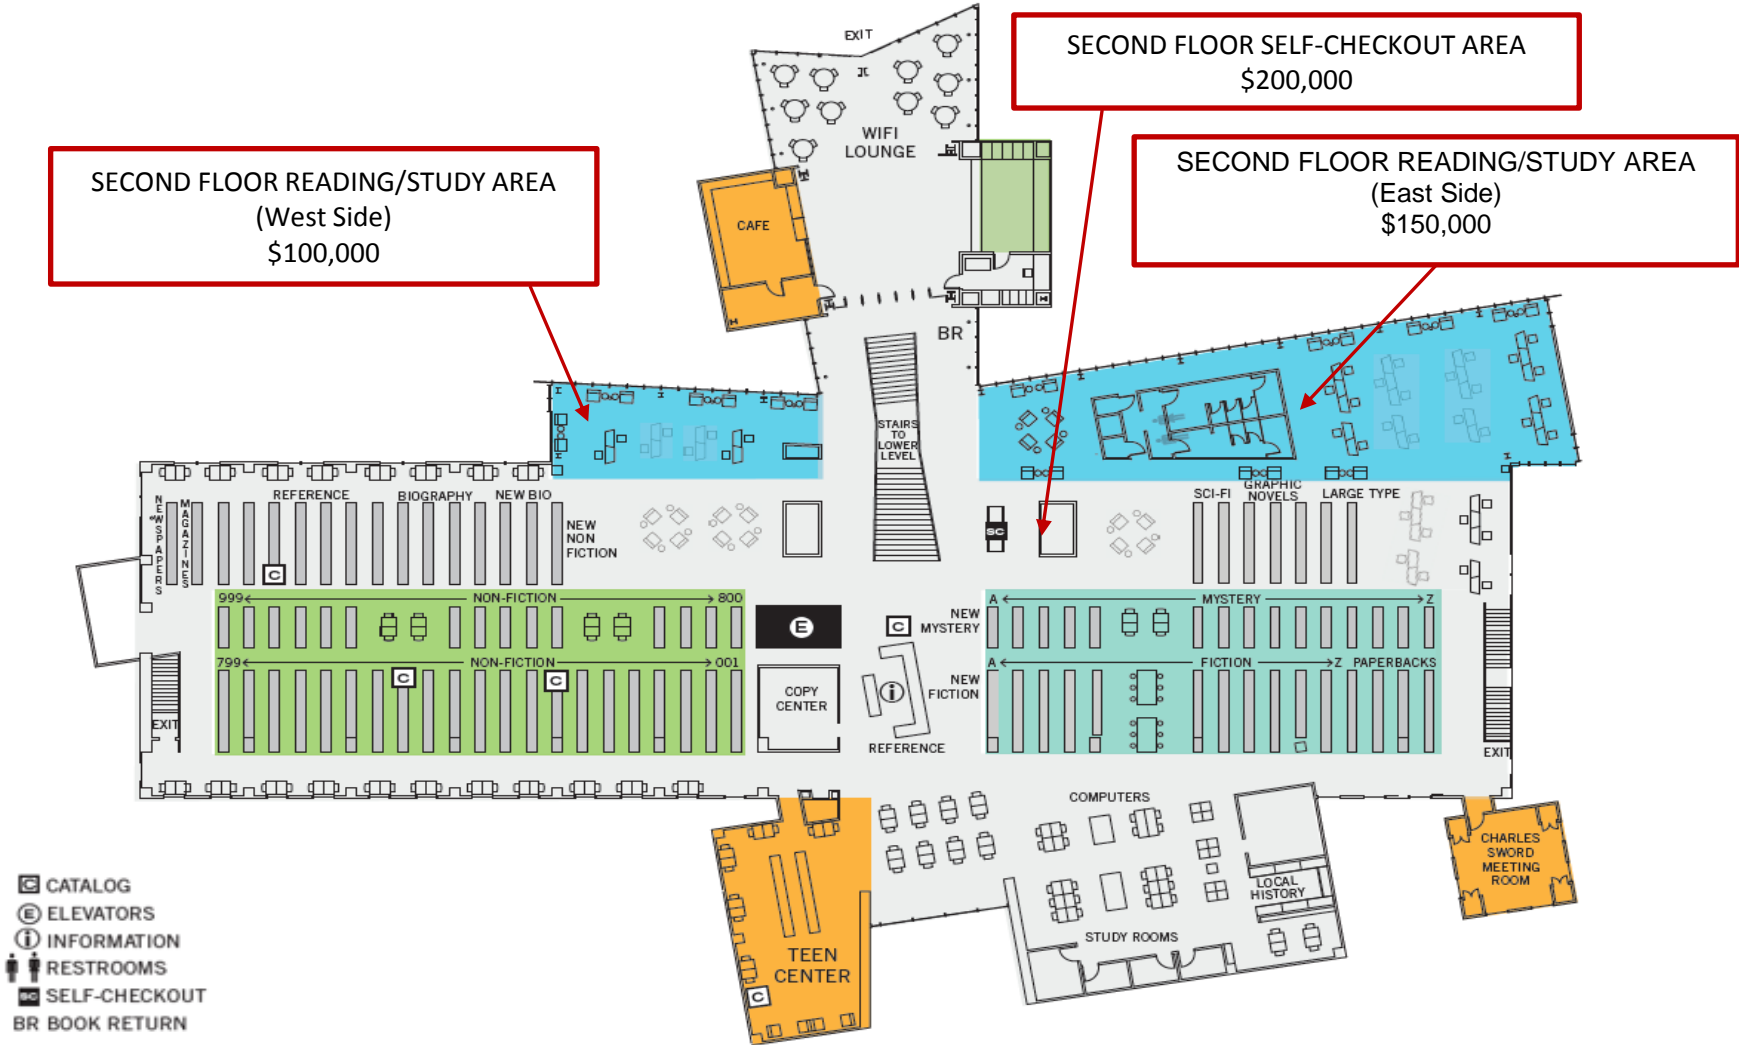 EXIT
SECOND FLOOR SELF-CHECKOUT AREA
$200,000
WIFI
LOUNGE
SECOND FLOOR READING/STUDY AREA
(West Side)
$100,000
SECOND FLOOR READING/STUDY AREA
(East Side)
$150,000
CAFE
BR
STAIRS
TO
LOWER
LEVEL
NEWSPAPERS
MAGAZINES
REFERENCE
BIOGRAPHY
NEW BIO
NEW
NON
FICTION
C
SC
SCI-FI
GRAPHIC
NOVELS
LARGE TYPE
999
NON-FICTION
800
E
C
NEW
MYSTERY
A
MYSTERY
Z
799
NON-FICTION
001
C
C
COPY
CENTER
i
NEW
FICTION
REFERENCE
A
FICTION
Z
PAPERBACKS
EXIT
EXIT
COMPUTERS
LOCAL
HISTORY
STUDY ROOMS
CHARLES
SWORD
MEETING
ROOM
TEEN
CENTER
C
C CATALOG
E ELEVATORS
i INFORMATION
RESTROOMS
SC SELF-CHECKOUT
BR BOOK RETURN